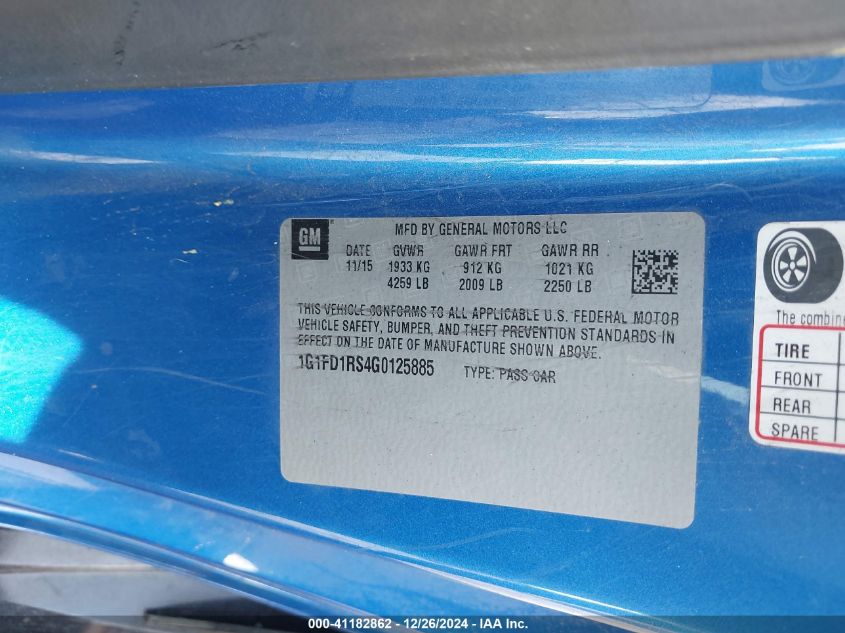 GM
MFD BY GENERAL MOTORS LLC
DATE GVWR GAWR FRT GAWR RR
11/15 1933 KG 912 KG 1021 KG
4259 LB 2009 LB 2250 LB
THIS VEHICLE CONFORMS TO ALL APPLICABLE U.S. FEDERAL MOTOR
VEHICLE SAFETY, BUMPER, AND THEFT PREVENTION STANDARDS IN
EFFECT ON THE DATE OF MANUFACTURE SHOWN ABOVE.
1G1FD1RS4G0125885 TYPE: PASS CAR
The combine
TIRE
FRONT
REAR
SPARE
000-41182862 - 12/26/2024 - IAA, Inc.